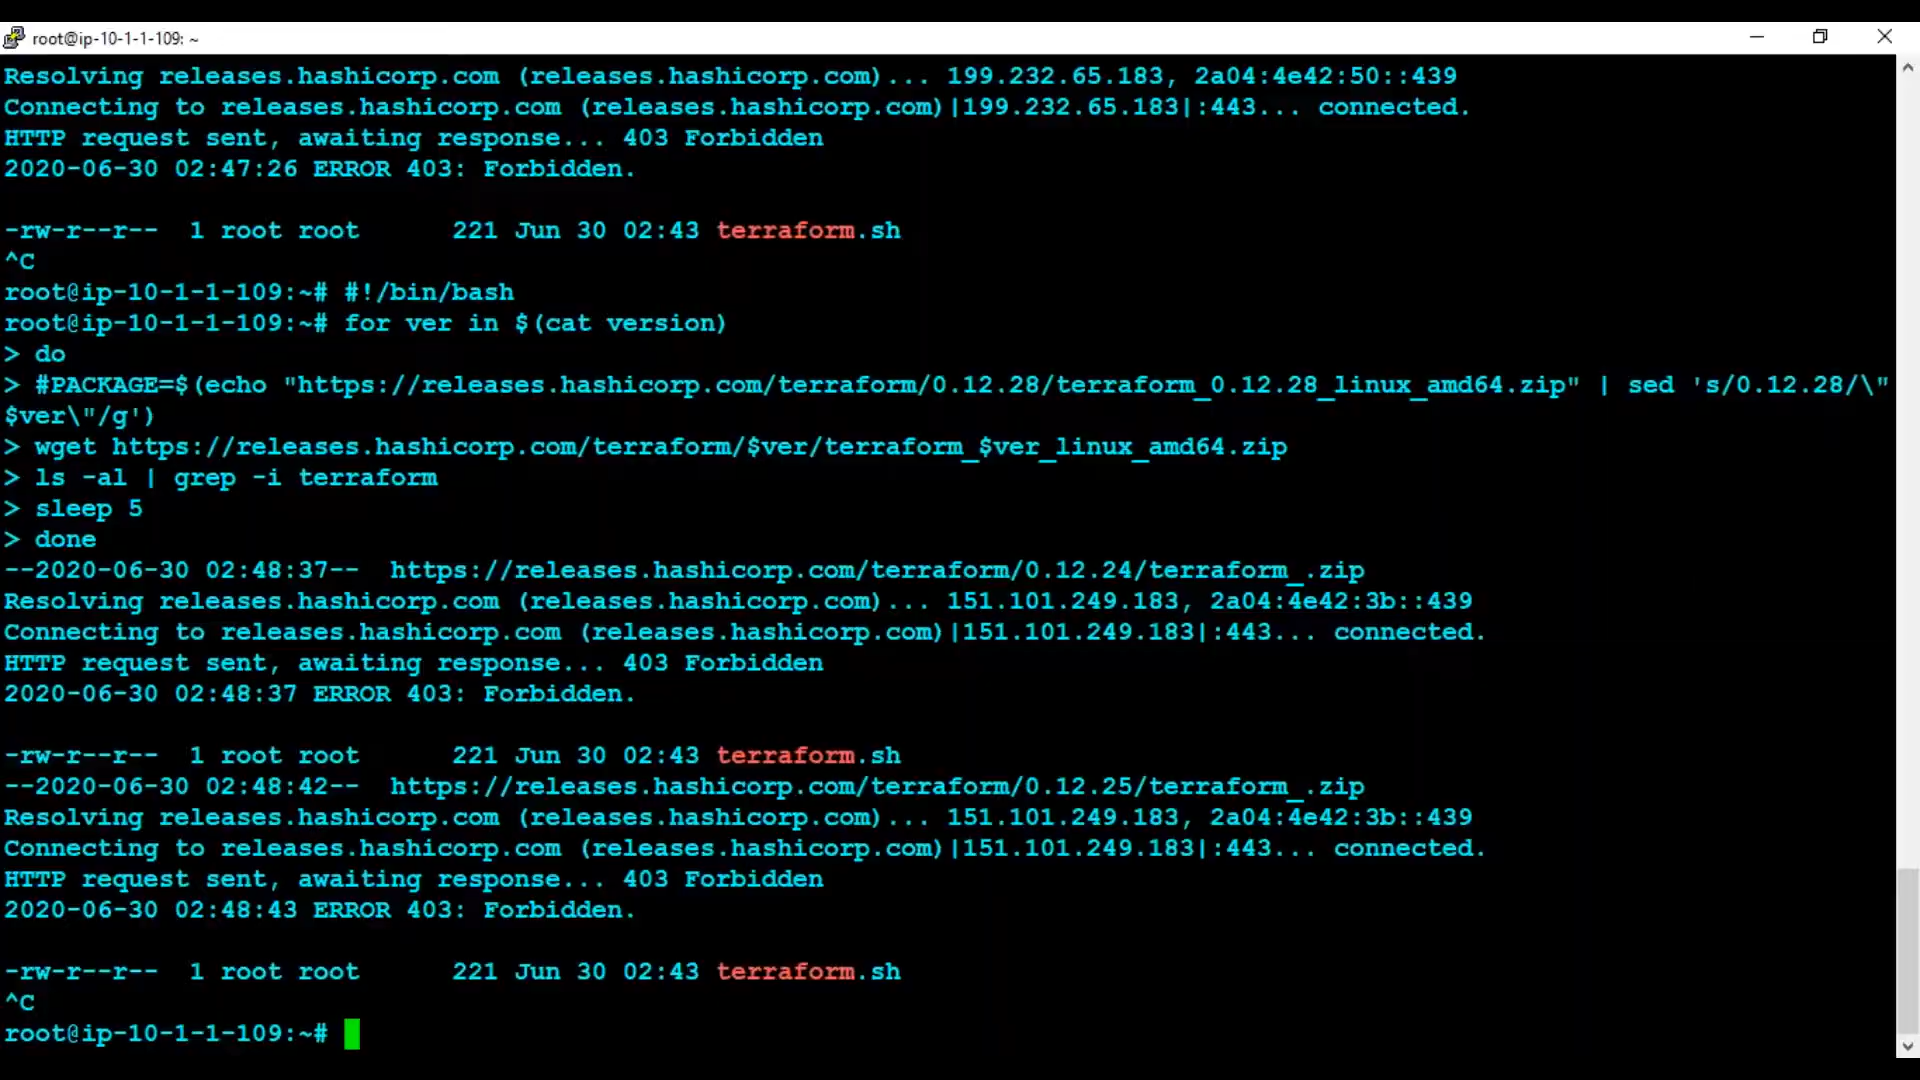 root@ip-10-1-1-109: ~
Resolving releases.hashicorp.com (releases.hashicorp.com)... 199.232.65.183, 2a04:4e42:50::439
Connecting to releases.hashicorp.com (releases.hashicorp.com)|199.232.65.183|:443... connected.
HTTP request sent, awaiting response... 403 Forbidden
2020-06-30 02:47:26 ERROR 403: Forbidden.
-rw-r--r--  1 root root      221 Jun 30 02:43 terraform.sh
^C
root@ip-10-1-1-109:~# #!/bin/bash
root@ip-10-1-1-109:~# for ver in $(cat version)
> do
> #PACKAGE=$(echo "https://releases.hashicorp.com/terraform/0.12.28/terraform_0.12.28_linux_amd64.zip" | sed 's/0.12.28/\"
$ver\"/g')
> wget https://releases.hashicorp.com/terraform/$ver/terraform_$ver_linux_amd64.zip
> ls -al | grep -i terraform
> sleep 5
> done
--2020-06-30 02:48:37--  https://releases.hashicorp.com/terraform/0.12.24/terraform_.zip
Resolving releases.hashicorp.com (releases.hashicorp.com)... 151.101.249.183, 2a04:4e42:3b::439
Connecting to releases.hashicorp.com (releases.hashicorp.com)|151.101.249.183|:443... connected.
HTTP request sent, awaiting response... 403 Forbidden
2020-06-30 02:48:37 ERROR 403: Forbidden.
-rw-r--r--  1 root root      221 Jun 30 02:43 terraform.sh
--2020-06-30 02:48:42--  https://releases.hashicorp.com/terraform/0.12.25/terraform_.zip
Resolving releases.hashicorp.com (releases.hashicorp.com)... 151.101.249.183, 2a04:4e42:3b::439
Connecting to releases.hashicorp.com (releases.hashicorp.com)|151.101.249.183|:443... connected.
HTTP request sent, awaiting response... 403 Forbidden
2020-06-30 02:48:43 ERROR 403: Forbidden.
-rw-r--r--  1 root root      221 Jun 30 02:43 terraform.sh
^C
root@ip-10-1-1-109:~#